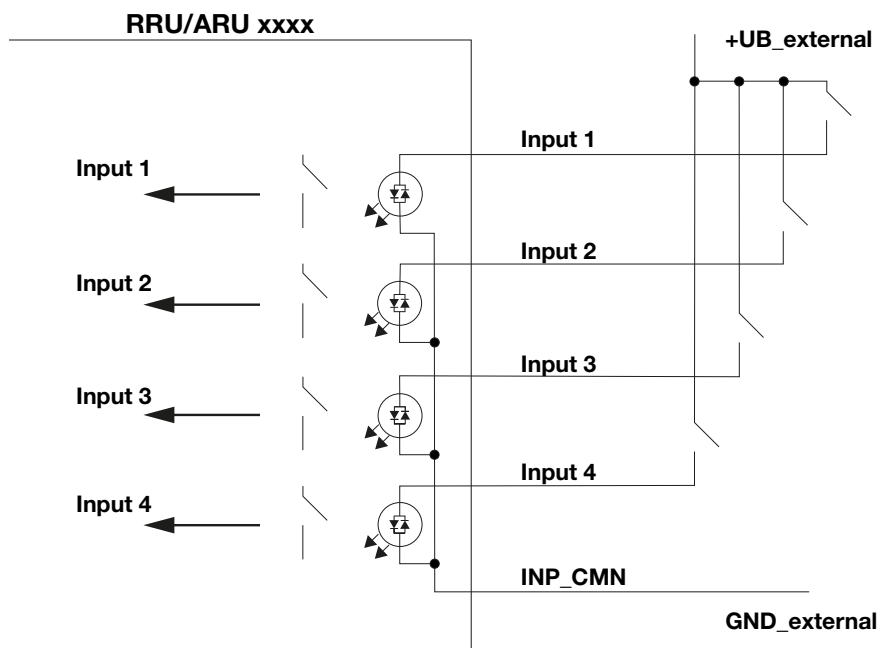 RRU/ARU xxxx
+UB_external
Input 1
Input 1
Input 2
Input 2
Input 3
Input 3
Input 4
Input 4
INP_CMN
GND_external